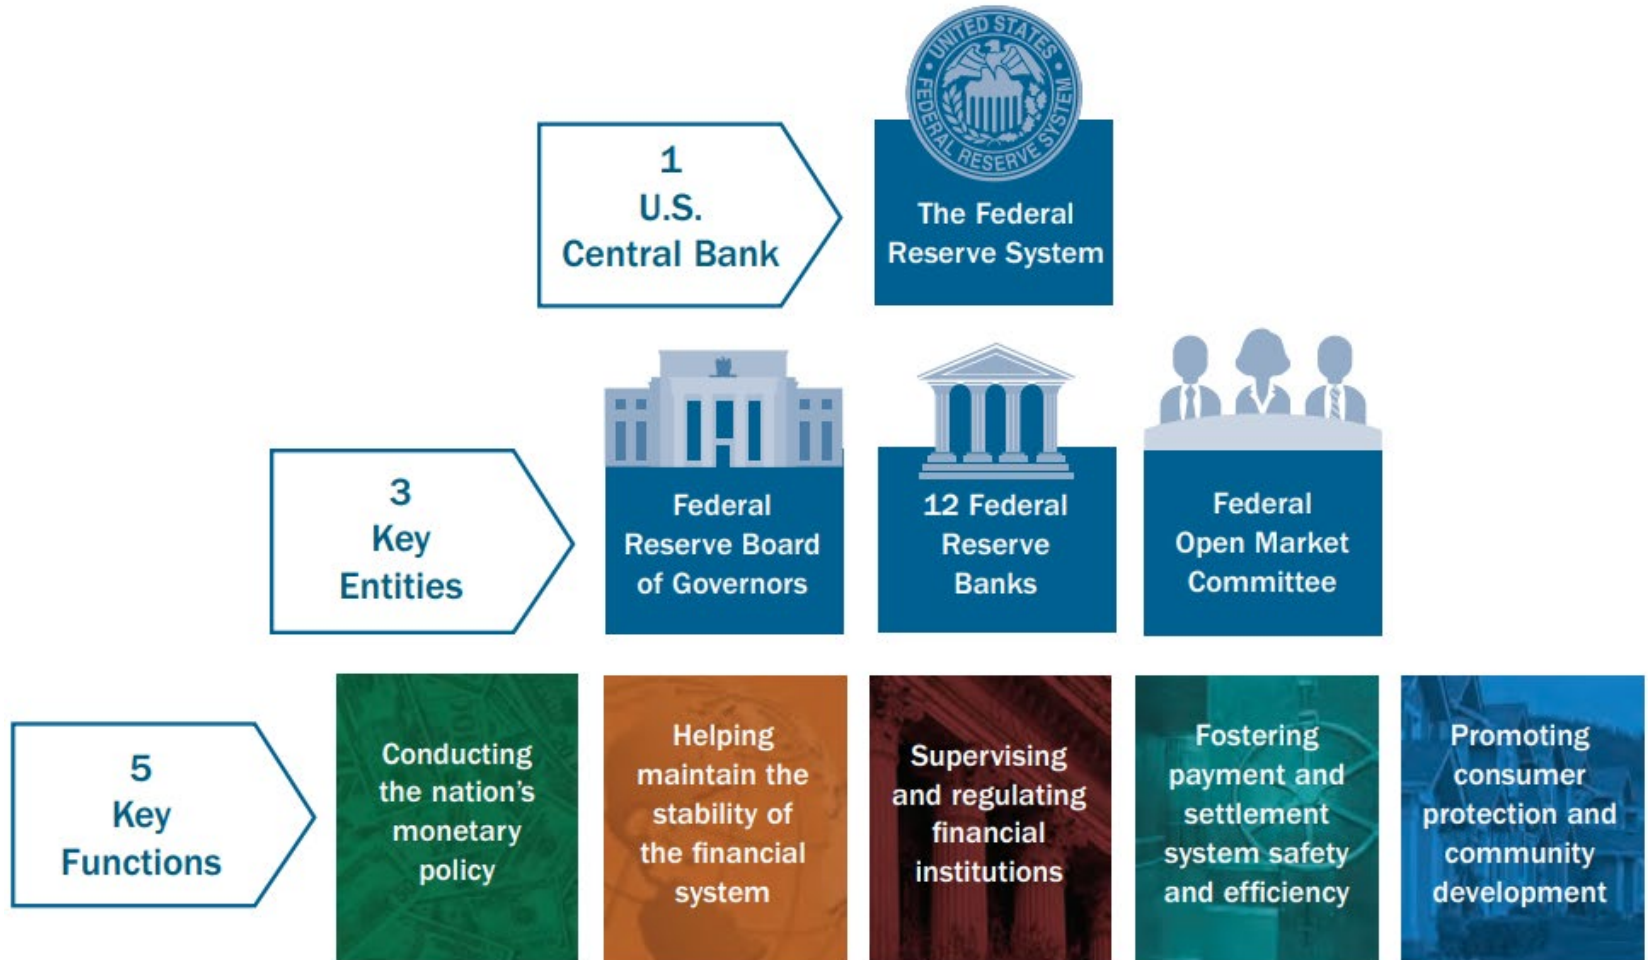 UNITED STATES
FEDERAL RESERVE SYSTEM
1
U.S.
Central Bank
The Federal
Reserve System
3
Key
Entities
Federal
Reserve Board
of Governors
12 Federal
Reserve
Banks
Federal
Open Market
Committee
5
Key
Functions
Conducting
the nation’s
monetary
policy
Helping
maintain the
stability of
the financial
system
Supervising
and regulating
financial
institutions
Fostering
payment and
settlement
system safety
and efficiency
Promoting
consumer
protection and
community
development